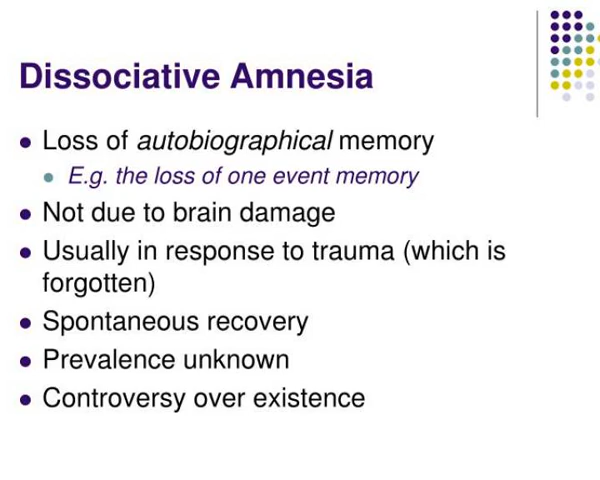 Dissociative Amnesia
Loss of autobiographical memory
E.g. the loss of one event memory
Not due to brain damage
Usually in response to trauma (which is
forgotten)
Spontaneous recovery
Prevalence unknown
Controversy over existence